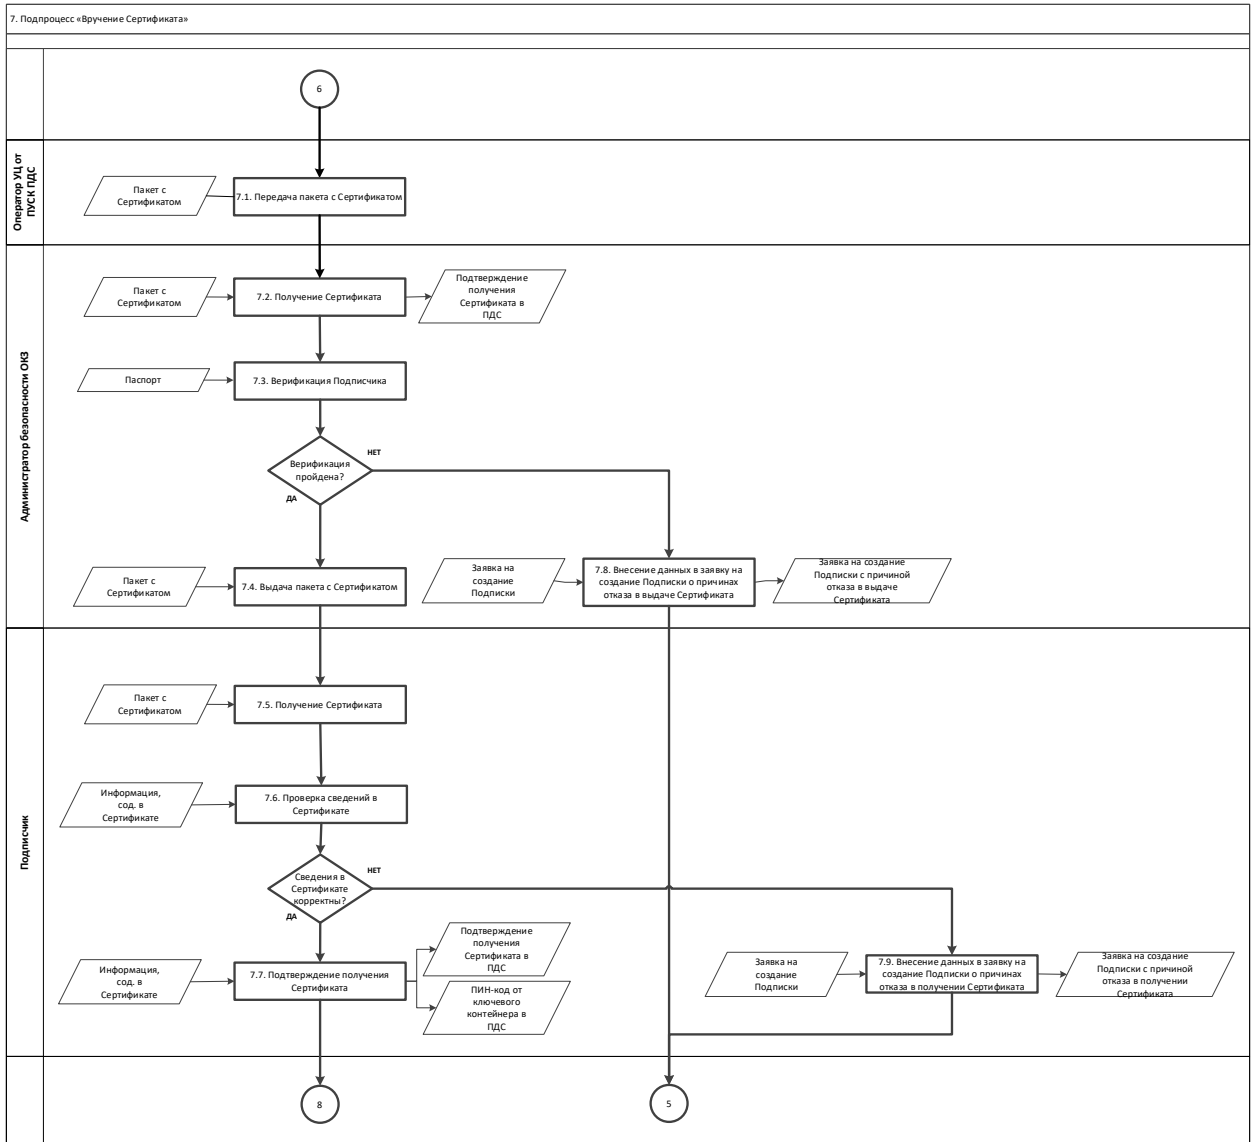 7. Подпроцесс «Вручение Сертификата»
6
Оператор УЦ от
ПУСК ПДС
Пакет с
Сертификатом
7.1. Передача пакета с Сертификатом
Администратор безопасности ОКЗ
Пакет с
Сертификатом
7.2. Получение Сертификата
Подтверждение
получения
Сертификата в
ПДС
Паспорт
7.3. Верификация Подписчика
Верификация
пройдена?
НЕТ
ДА
Пакет с
Сертификатом
7.4. Выдача пакета с Сертификатом
Заявка на
создание
Подписки
7.8. Внесение данных в заявку на
создание Подписки о причинах
отказа в выдаче Сертификата
Заявка на создание
Подписки с причиной
отказа в выдаче
Сертификата
Подписчик
Пакет с
Сертификатом
7.5. Получение Сертификата
Информация,
сод. в
Сертификате
7.6. Проверка сведений в
Сертификате
Сведения в
Сертификате
корректны?
НЕТ
ДА
Информация,
сод. в
Сертификате
7.7. Подтверждение получения
Сертификата
Подтверждение
получения
Сертификата в
ПДС
ПИН-код от
ключевого
контейнера в
ПДС
Заявка на
создание
Подписки
7.9. Внесение данных в заявку на
создание Подписки о причинах
отказа в получении Сертификата
Заявка на создание
Подписки с причиной
отказа в получении
Сертификата
8
5